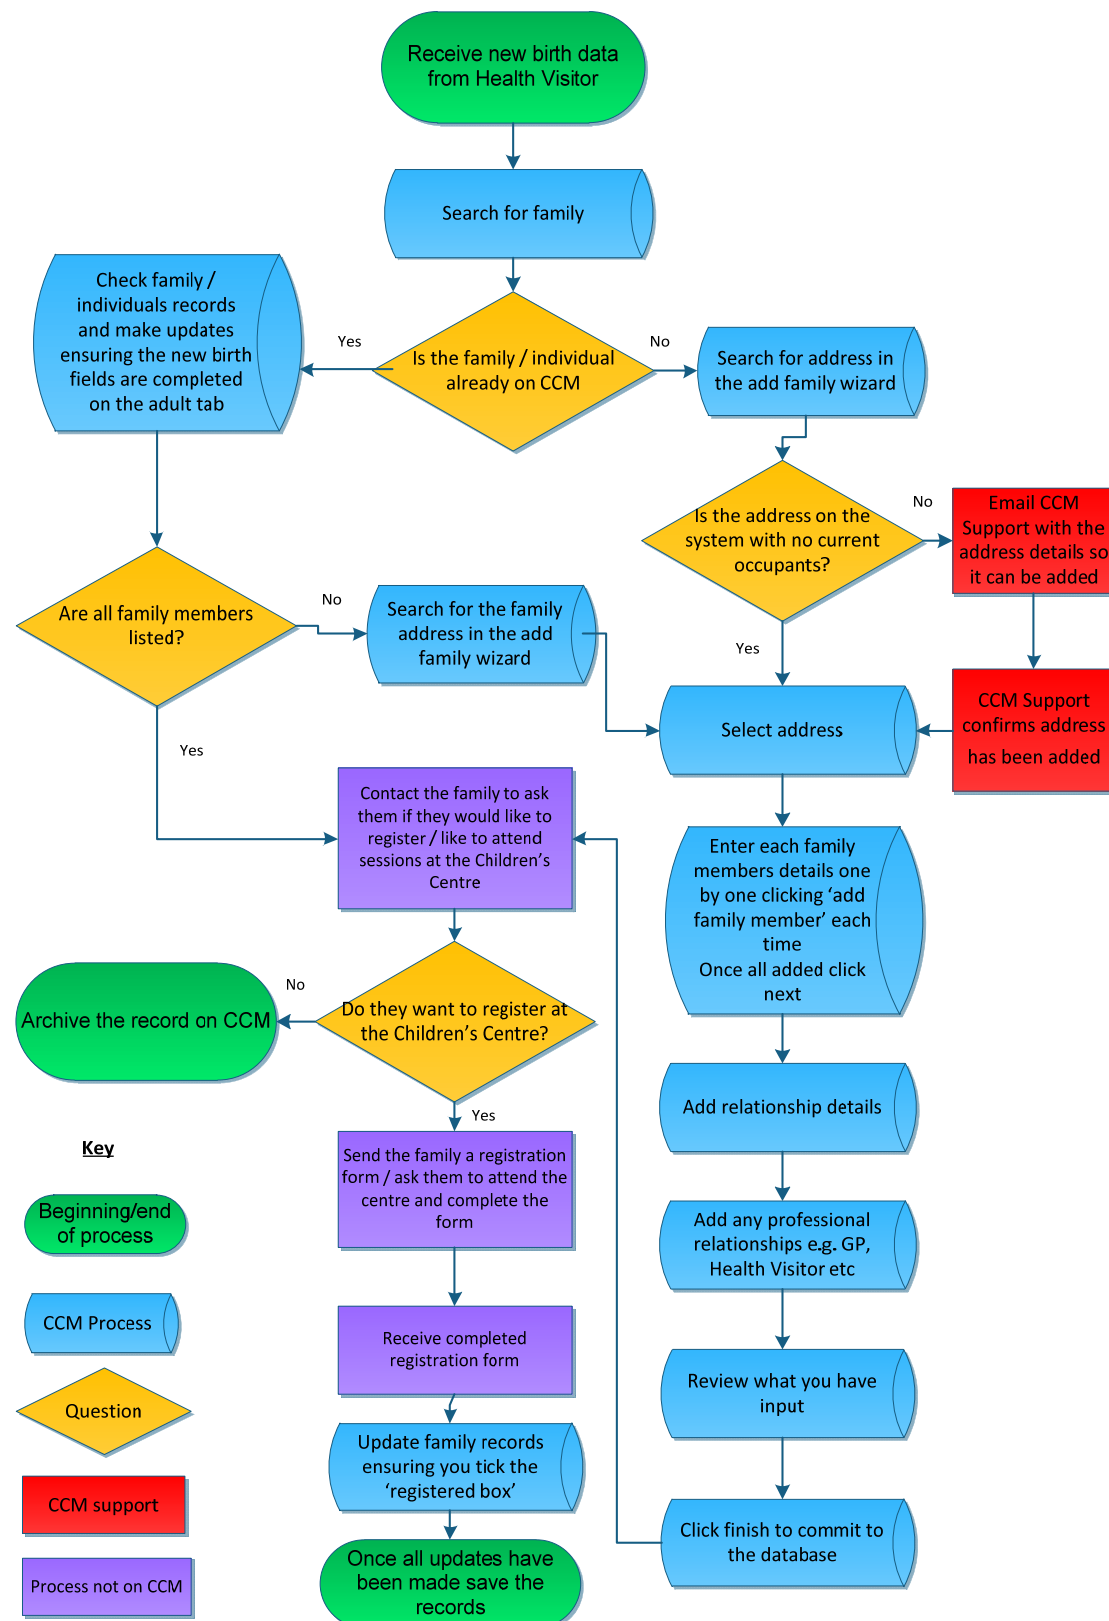 Receive new birth data
from Health Visitor
Search for family
Check family /
individuals records
and make updates
ensuring the new birth
fields are completed
on the adult tab
Yes
Is the family / individual
already on CCM
No
Search for address in
the add family wizard
Is the address on the
system with no current
occupants?
No
Email CCM
Support with the
address details so
it can be added
Are all family members
listed?
No
Search for the family
address in the add
family wizard
Yes
Select address
CCM Support
confirms address
has been added
Yes
Contact the family to ask
them if they would like to
register / like to attend
sessions at the Children’s
Centre
Enter each family
members details one
by one clicking ‘add
family member’ each
time
Once all added click
next
Archive the record on CCM
No
Do they want to register at
the Children’s Centre?
Yes
Add relationship details
Send the family a registration
form / ask them to attend the
centre and complete the
form
Add any professional
relationships e.g. GP,
Health Visitor etc
Receive completed
registration form
Review what you have
input
Update family records
ensuring you tick the
‘registered box’
Click finish to commit to
the database
Once all updates have
been made save the
records
Key
Beginning/end
of process
CCM Process
Question
CCM support
Process not on CCM